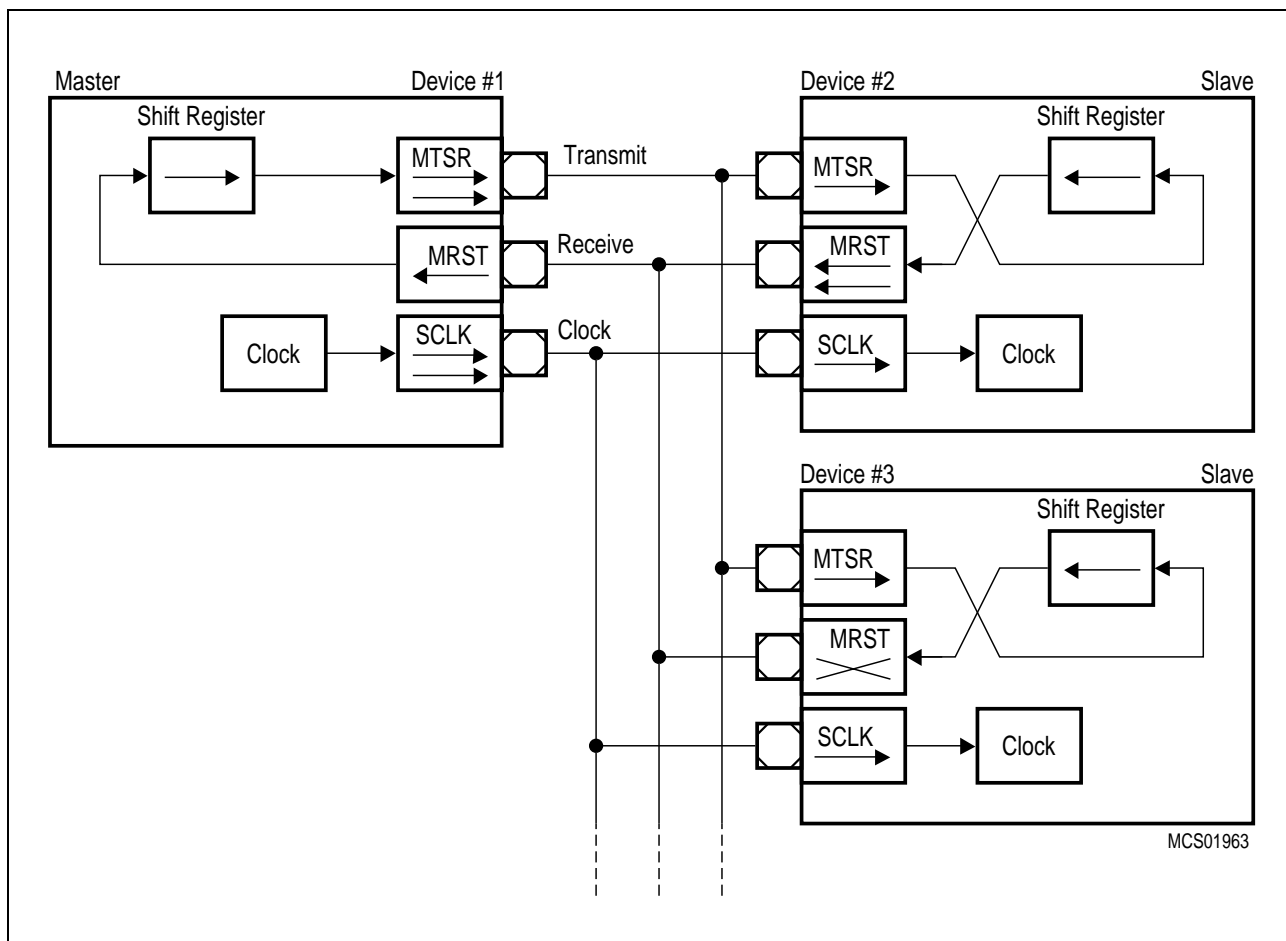 Master Device #1
Shift Register
MTSR
MRST
Clock
SCLK
Transmit
Receive
Clock
Device #2 Slave
Shift Register
MTSR
MRST
SCLK
Clock
Device #3 Slave
Shift Register
MTSR
MRST
SCLK
Clock
MCS01963